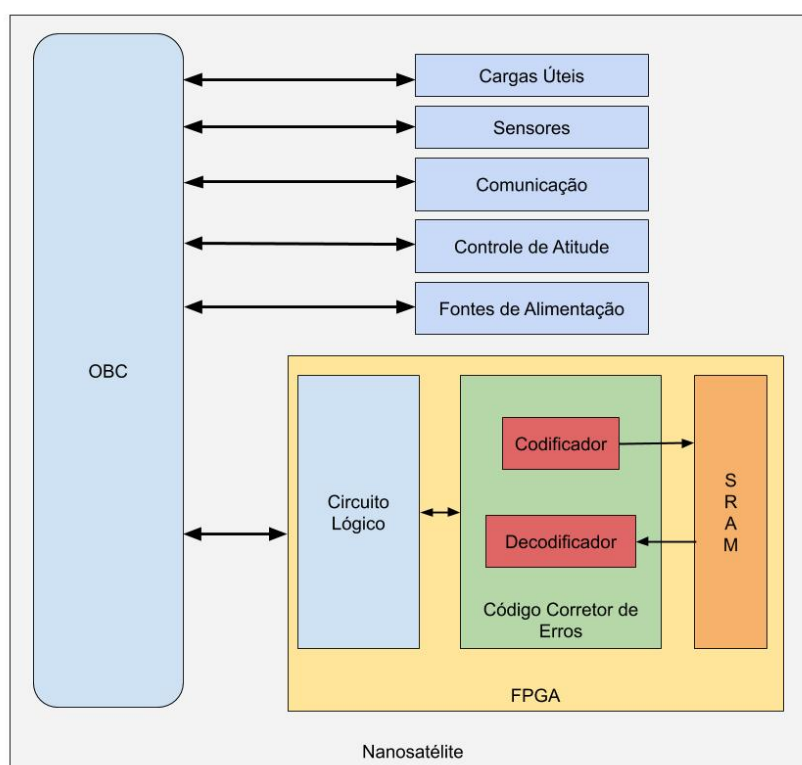 Cargas Úteis
Sensores
Comunicação
Controle de Atitude
Fontes de Alimentação
OBC
Circuito
Lógico
Codificador
Decodificador
Código Corretor de
Erros
S
R
A
M
FPGA
Nanosatélite